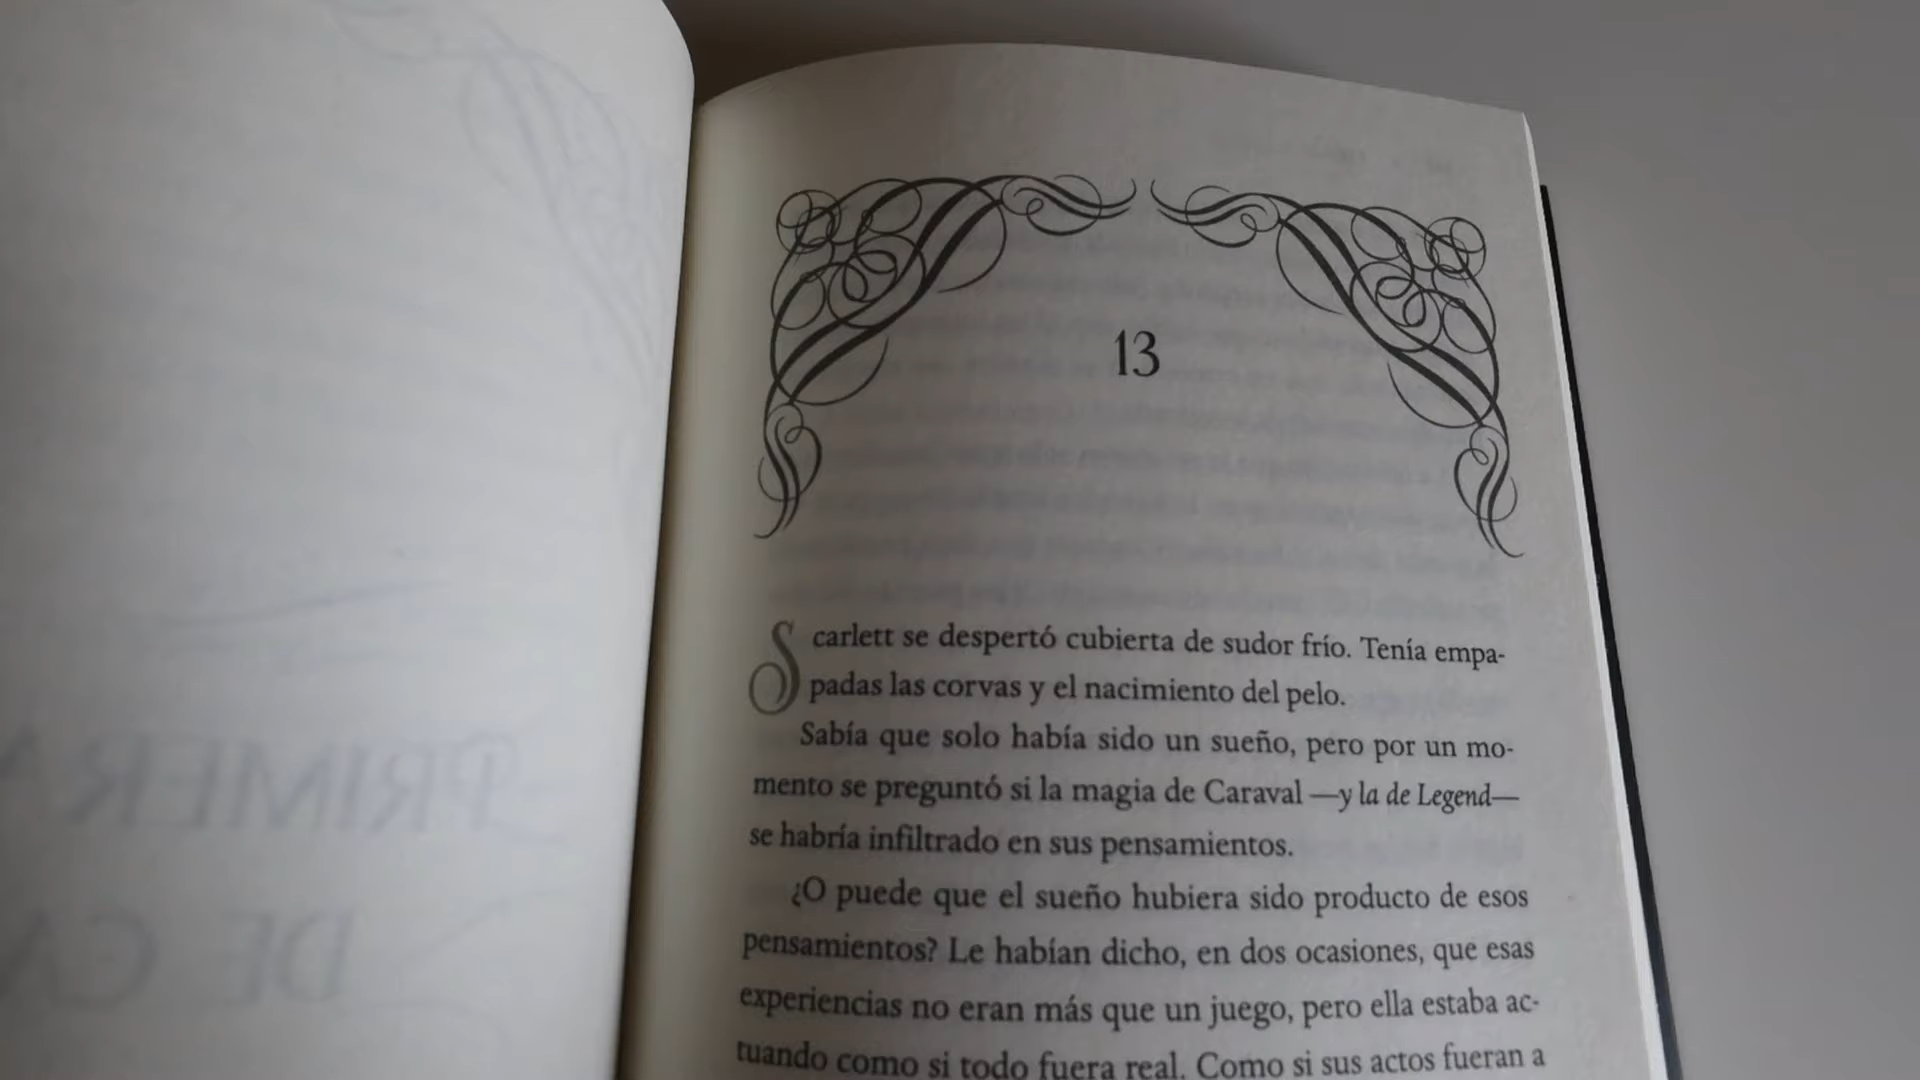 13
Scarlett se despertó cubierta de sudor frío. Tenía empa-
padas las corvas y el nacimiento del pelo.
Sabía que solo había sido un sueño, pero por un mo-
mento se preguntó si la magia de Caraval —y la de Legend—
se habría infiltrado en sus pensamientos.
¿O puede que el sueño hubiera sido producto de esos
pensamientos? Le habían dicho, en dos ocasiones, que esas
experiencias no eran más que un juego, pero ella estaba ac-
tuando como si todo fuera real. Como si sus actos fueran a
PRIMERA
DE CA